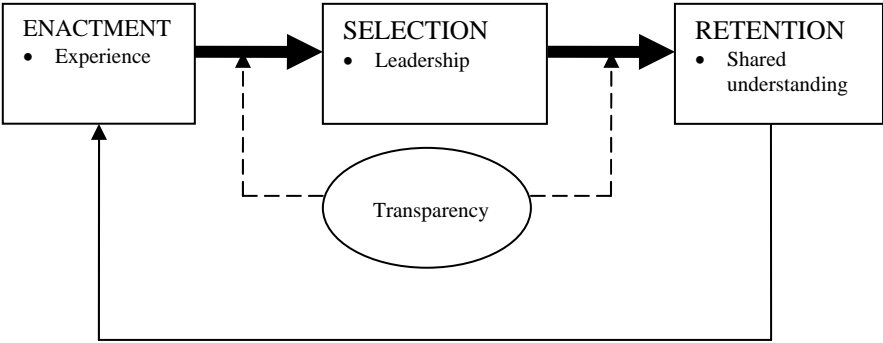 ENACTMENT
• Experience
SELECTION
• Leadership
RETENTION
• Shared
understanding
Transparency